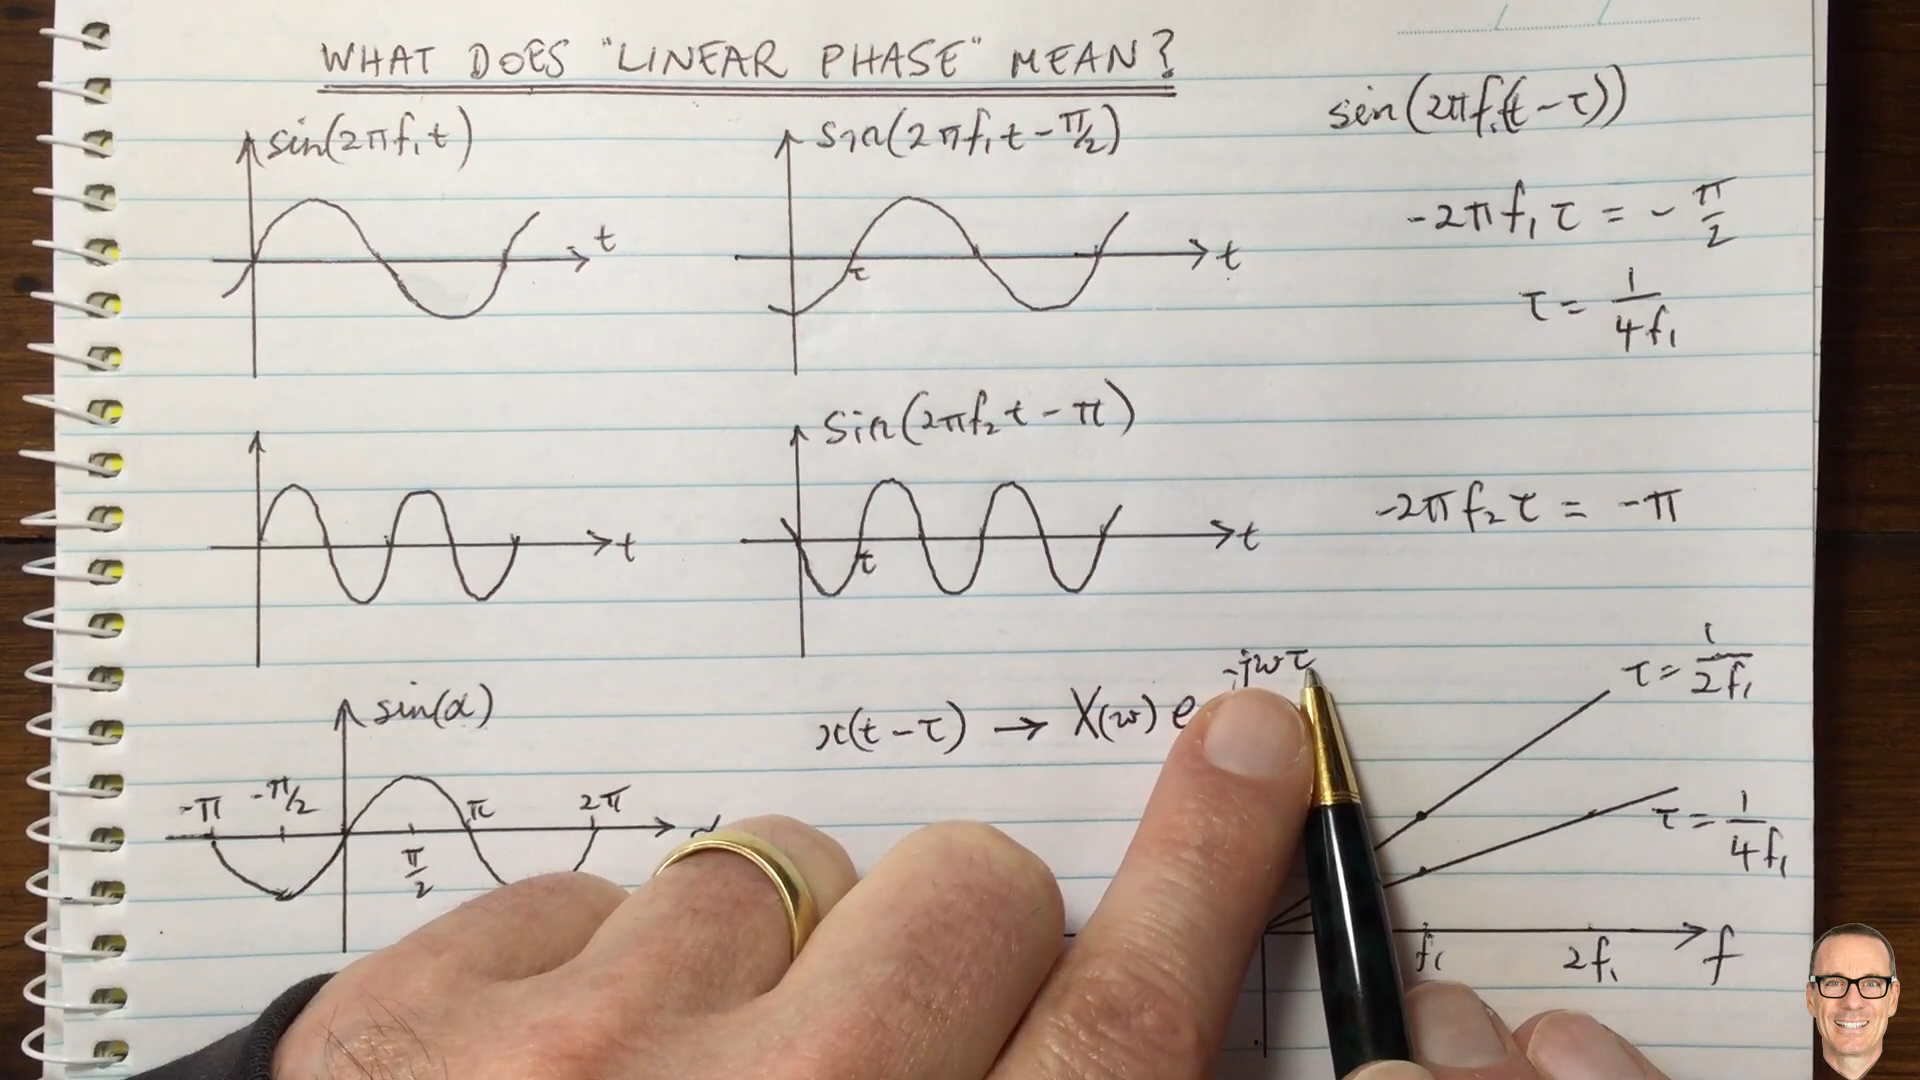 WHAT DOES "LINEAR PHASE" MEAN?
sin(2πf₁t)
sin(2πf₁t - π/2)
sin(2πf₁(t - τ))
-2πf₁τ = - π/2
τ = 1/4f₁
t
τ
t
sin(2πf₂t - π)
-2πf₂τ = -π
t
τ
t
sin(α)
x(t - τ) → X(w) e^-jwτ
τ = 1/2f₁
-π
-π/2
π/2
π
2π
τ = 1/4f₁
f₁
2f₁
f